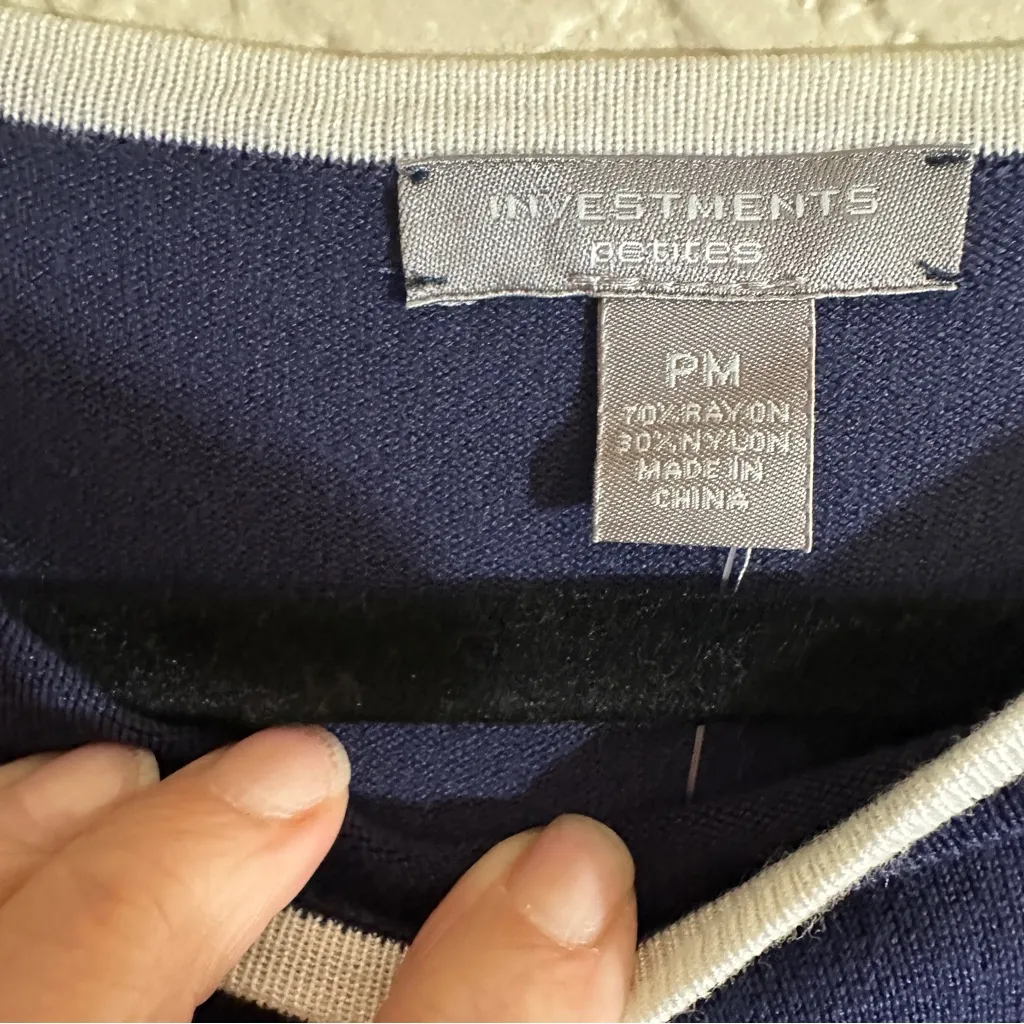 INVESTMENTS
petites
PM
70% RAYON
30% NYLON
MADE IN
CHINA